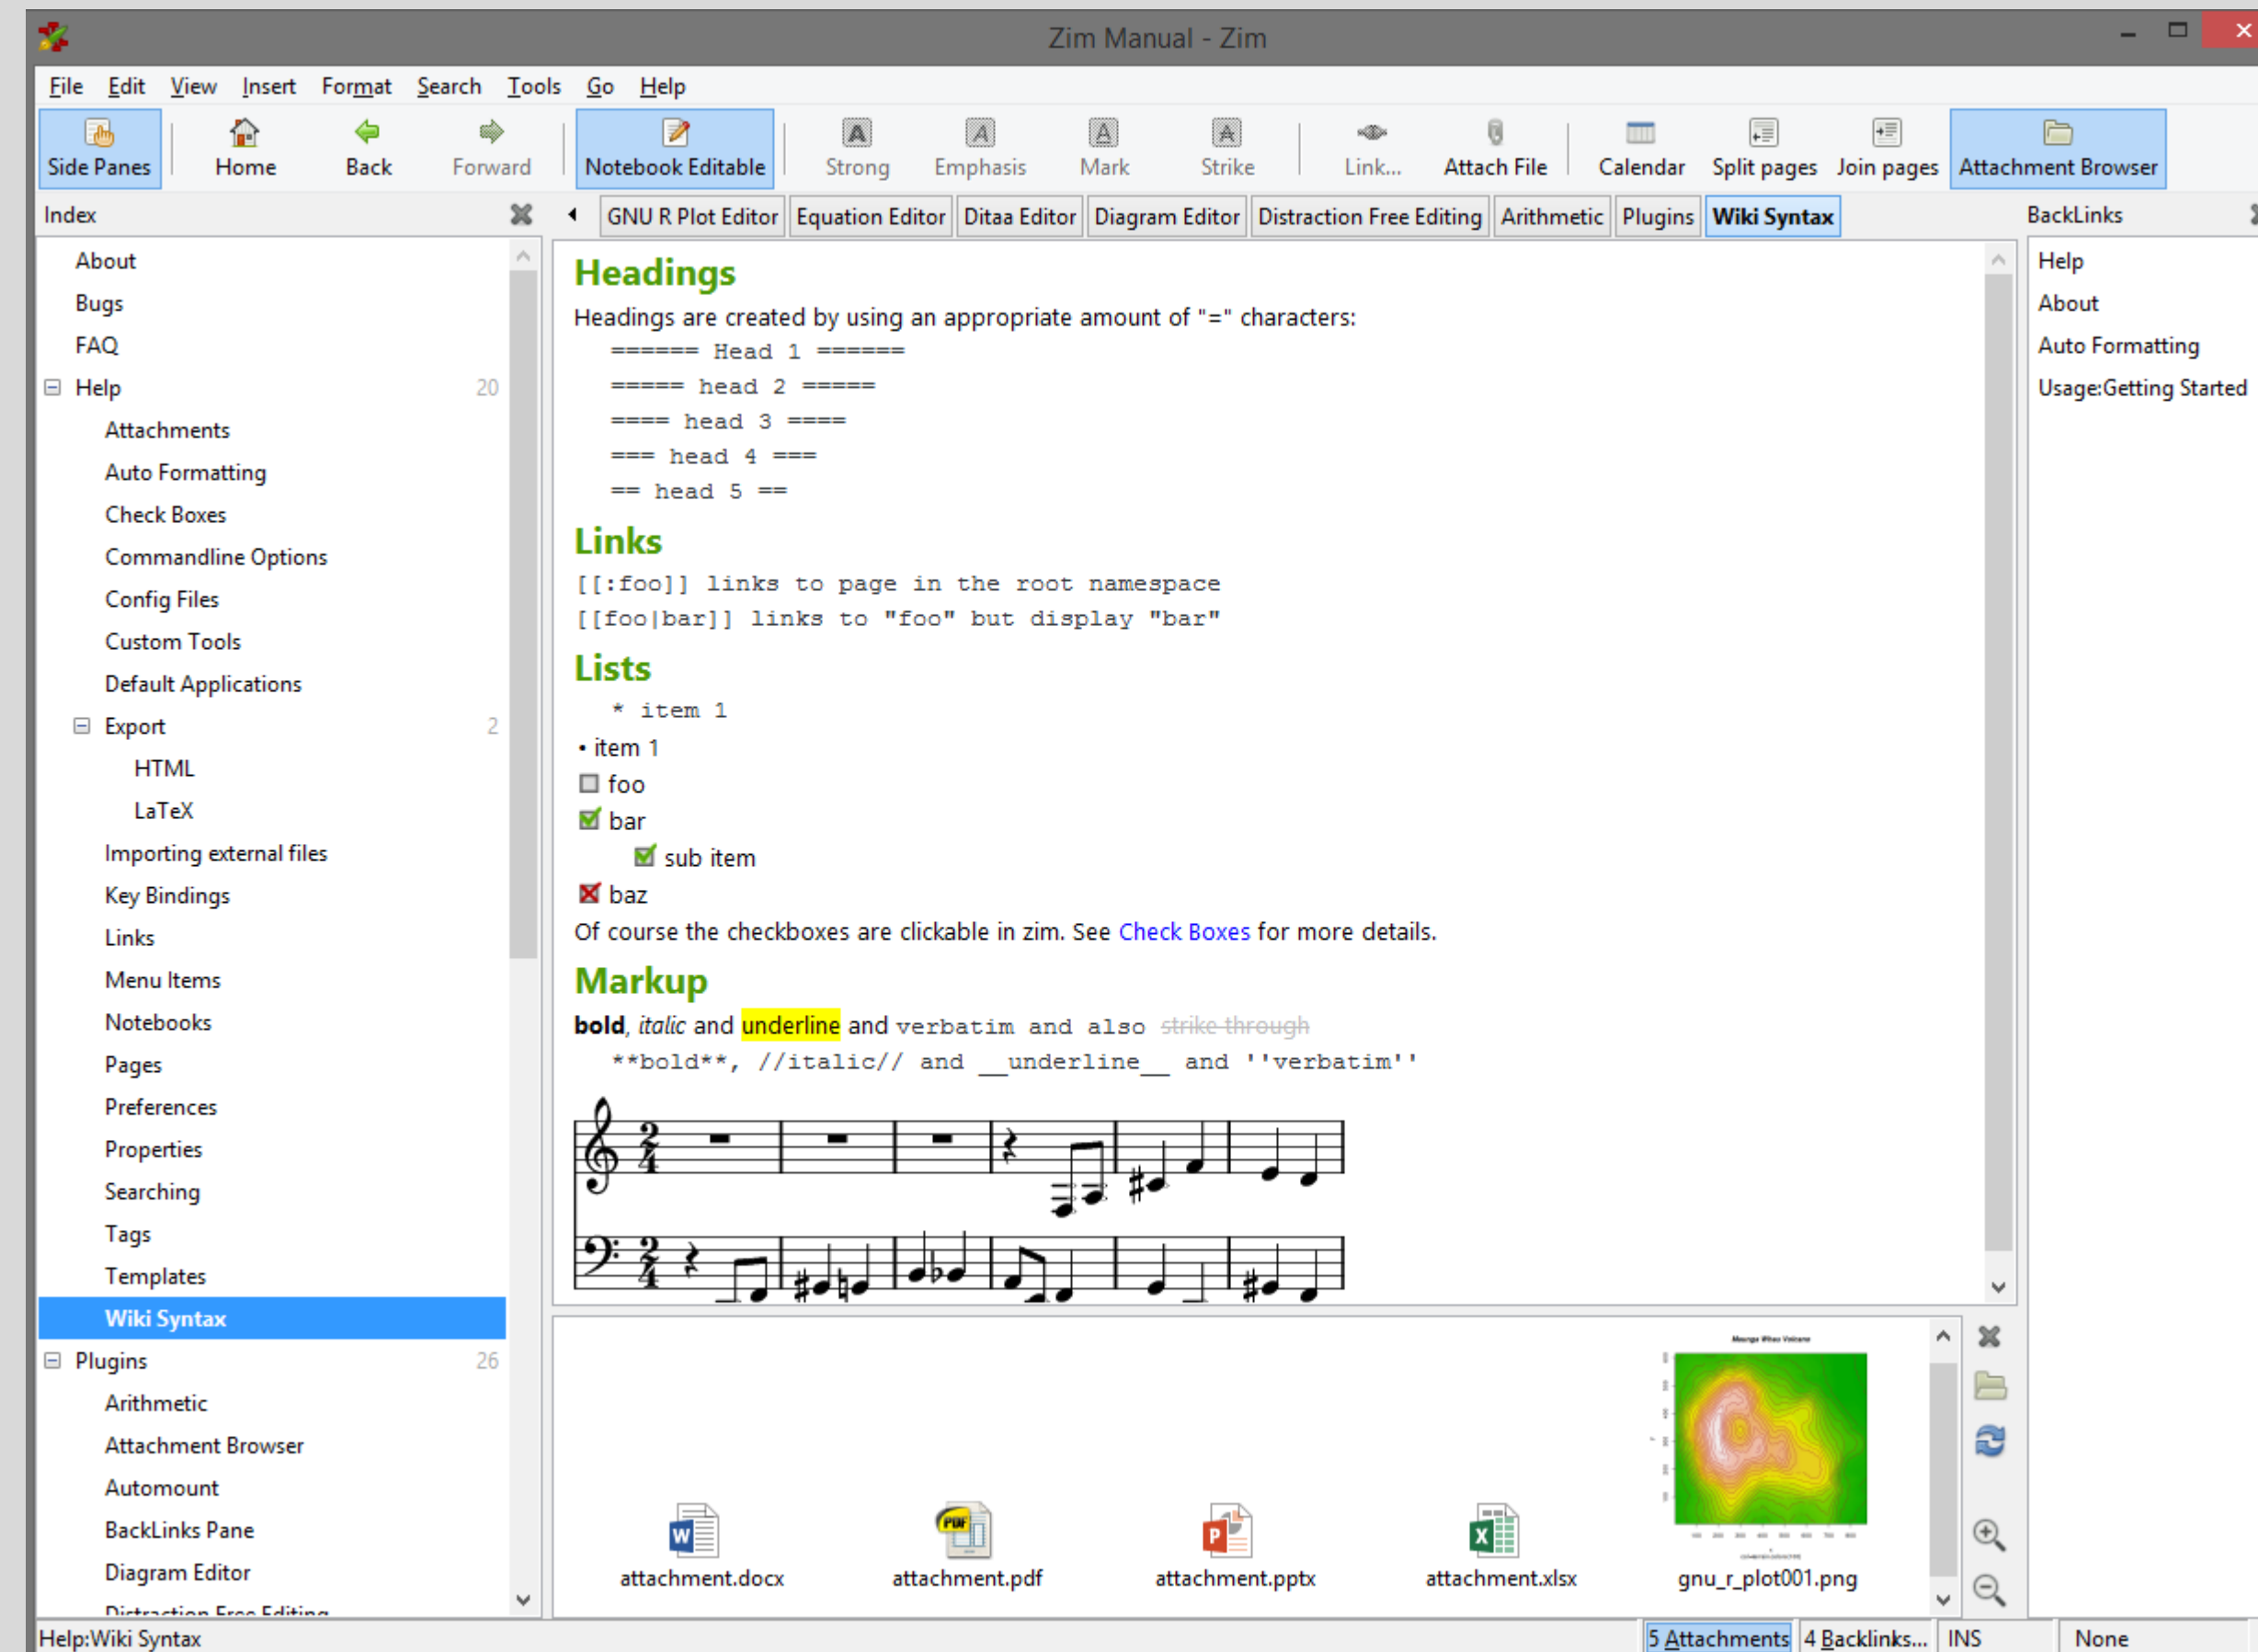 Zim Manual - Zim
File Edit View Insert Format Search Tools Go Help
Side Panes Home Back Forward Notebook Editable Strong Emphasis Mark Strike Link... Attach File Calendar Split pages Join pages Attachment Browser
Index
GNU R Plot Editor Equation Editor Ditaa Editor Diagram Editor Distraction Free Editing Arithmetic Plugins Wiki Syntax
BackLinks
About
Bugs
FAQ
Help 20
Attachments
Auto Formatting
Check Boxes
Commandline Options
Config Files
Custom Tools
Default Applications
Export 2
HTML
LaTeX
Importing external files
Key Bindings
Links
Menu Items
Notebooks
Pages
Preferences
Properties
Searching
Tags
Templates
Wiki Syntax
Plugins 26
Arithmetic
Attachment Browser
Automount
BackLinks Pane
Diagram Editor
Distraction Free Editing
Headings
Headings are created by using an appropriate amount of "=" characters:
====== Head 1 ======
===== head 2 =====
==== head 3 ====
=== head 4 ===
== head 5 ==
Links
[[:foo]] links to page in the root namespace
[[foo|bar]] links to "foo" but display "bar"
Lists
* item 1
• item 1
foo
bar
sub item
baz
Of course the checkboxes are clickable in zim. See Check Boxes for more details.
Markup
bold, italic and underline and verbatim and also strike through
**bold**, //italic// and __underline__ and ''verbatim''
2
4
2
4
Maunga Whau Volcano
attachment.docx
attachment.pdf
attachment.pptx
attachment.xlsx
gnu_r_plot001.png
Help
About
Auto Formatting
Usage:Getting Started
Help:Wiki Syntax
5 Attachments 4 Backlinks... INS None